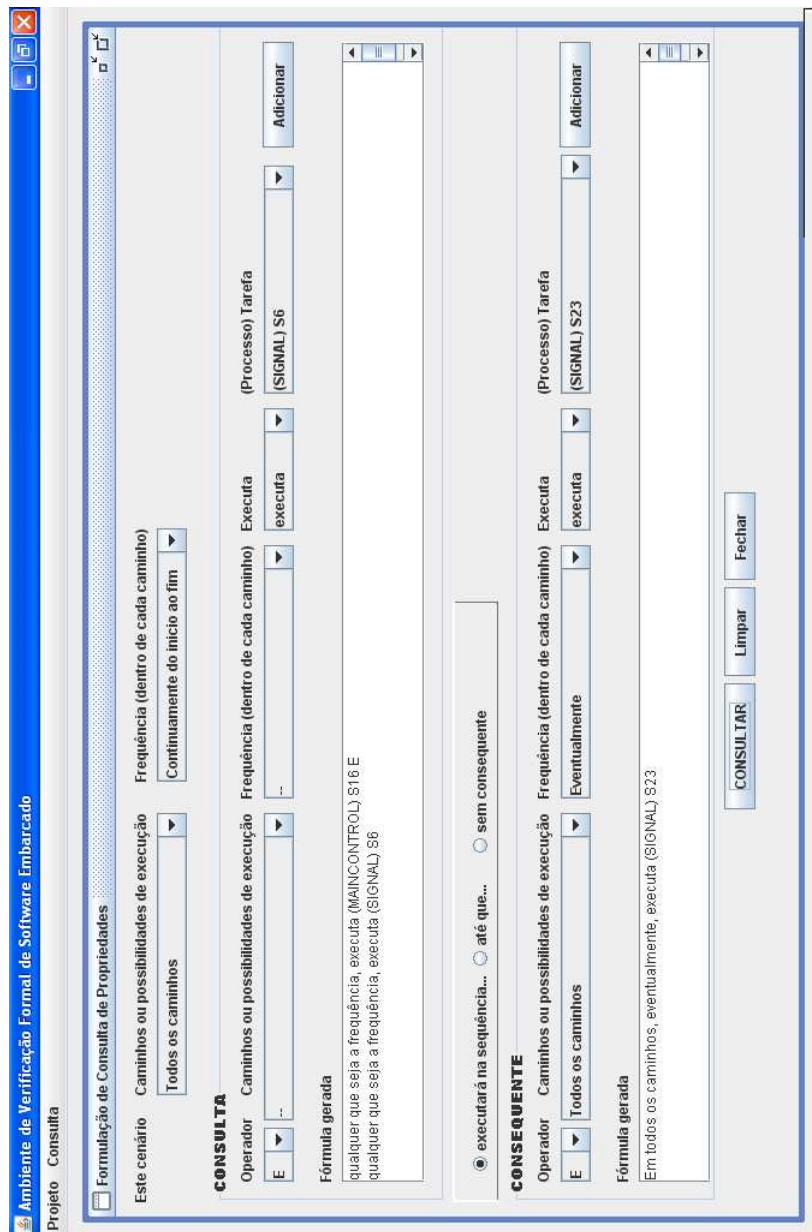 Ambiente de Verificação Formal de Software Embarcado
Projeto Consulta
Formulação de Consulta de Propriedades
Este cenário Caminhos ou possibilidades de execução Frequência (dentro de cada caminho)
Todos os caminhos Continuamente do inicio ao fim
CONSULTA
Operador Caminhos ou possibilidades de execução Frequência (dentro de cada caminho) Executa (Processo) Tarefa
E -- -- executa (SIGNAL) S6 Adicionar
Fórmula gerada
qualquer que seja a frequência, executa (MAINCONTROL) S16 E
qualquer que seja a frequência, executa (SIGNAL) S6
executará na sequência... até que... sem consequente
CONSEQUENTE
Operador Caminhos ou possibilidades de execução Frequência (dentro de cada caminho) Executa (Processo) Tarefa
E Todos os caminhos Eventualmente executa (SIGNAL) S23 Adicionar
Fórmula gerada
Em todos os caminhos, eventualmente, executa (SIGNAL) S23
CONSULTAR Limpar Fechar